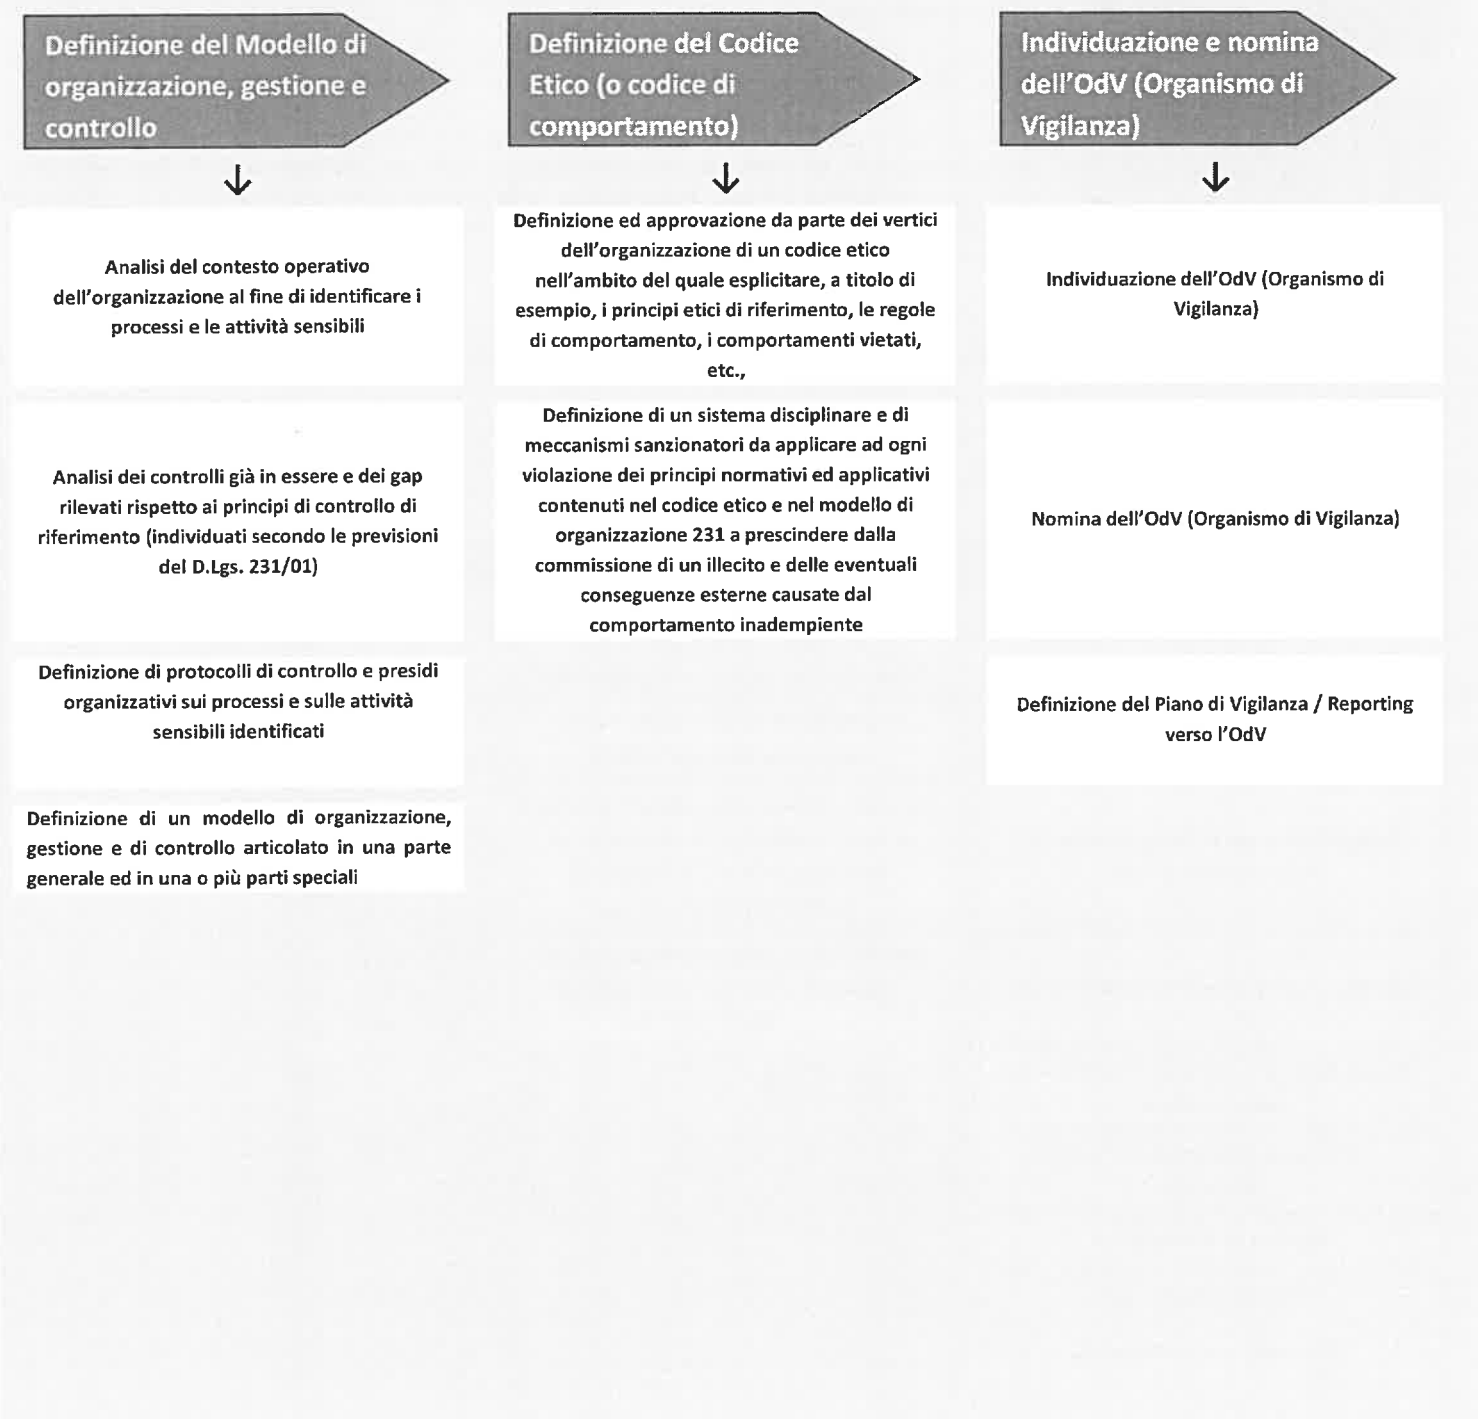 Definizione del Modello di
organizzazione, gestione e
controllo
Analisi del contesto operativo
dell'organizzazione al fine di identificare i
processi e le attività sensibili
Analisi dei controlli già in essere e dei gap
rilevati rispetto ai principi di controllo di
riferimento (individuati secondo le previsioni
del D.Lgs. 231/01)
Definizione di protocolli di controllo e presidi
organizzativi sui processi e sulle attività
sensibili identificati
Definizione di un modello di organizzazione,
gestione e di controllo articolato in una parte
generale ed in una o più parti speciali
Definizione del Codice
Etico (o codice di
comportamento)
Definizione ed approvazione da parte dei vertici
dell'organizzazione di un codice etico
nell'ambito del quale esplicitare, a titolo di
esempio, i principi etici di riferimento, le regole
di comportamento, i comportamenti vietati,
etc.,
Definizione di un sistema disciplinare e di
meccanismi sanzionatori da applicare ad ogni
violazione dei principi normativi ed applicativi
contenuti nel codice etico e nel modello di
organizzazione 231 a prescindere dalla
commissione di un illecito e delle eventuali
conseguenze esterne causate dal
comportamento inadempiente
Individuazione e nomina
dell'OdV (Organismo di
Vigilanza)
Individuazione dell'OdV (Organismo di
Vigilanza)
Nomina dell'OdV (Organismo di Vigilanza)
Definizione del Piano di Vigilanza / Reporting
verso l'OdV